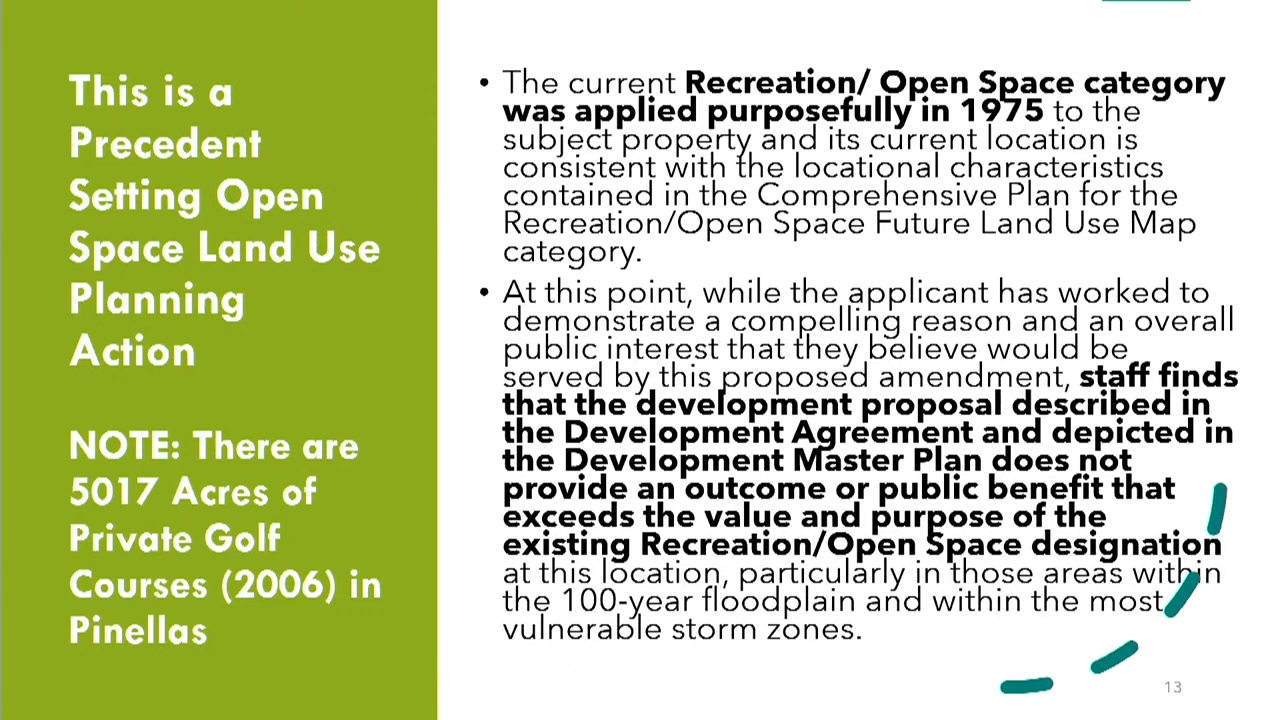 This is a
Precedent
Setting Open
Space Land Use
Planning
Action
NOTE: There are
5017 Acres of
Private Golf
Courses (2006) in
Pinellas
• The current Recreation/ Open Space category
was applied purposefully in 1975 to the
subject property and its current location is
consistent with the locational characteristics
contained in the Comprehensive Plan for the
Recreation/Open Space Future Land Use Map
category.
• At this point, while the applicant has worked to
demonstrate a compelling reason and an overall
public interest that they believe would be
served by this proposed amendment, staff finds
that the development proposal described in
the Development Agreement and depicted in
the Development Master Plan does not
provide an outcome or public benefit that
exceeds the value and purpose of the
existing Recreation/Open Space designation
at this location, particularly in those areas within
the 100-year floodplain and within the most
vulnerable storm zones.
13